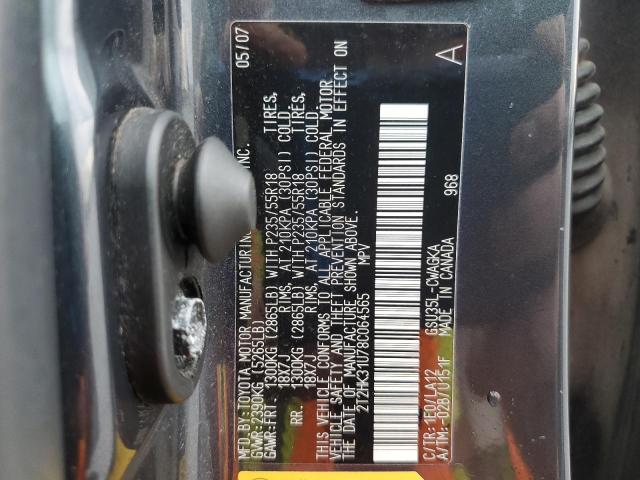 MFD.BY:TOYOTA MOTOR MANUFACTURING INC. 05/07
GVWR:2390KG (5265LB)
GAWR:FRT 1300KG (2865LB) WITH P235/55R18 TIRES,
18X7J RIMS, AT 210KPA (30PSI) COLD
RR. 1300KG (2865LB) WITH P235/55R18 TIRES,
18X7J RIMS, AT 210KPA (30PSI) COLD
THIS VEHICLE CONFORMS TO ALL APPLICABLE FEDERAL MOTOR
VEHICLE SAFETY AND THEFT PREVENTION STANDARDS IN EFFECT ON
THE DATE OF MANUFACTURE SHOWN ABOVE.
2T2HK31U78C064565 MPV
C/TR:1E0/LA12 GSU35L-CWAGKA 968 A
A/TM:-02B/U151F MADE IN CANADA